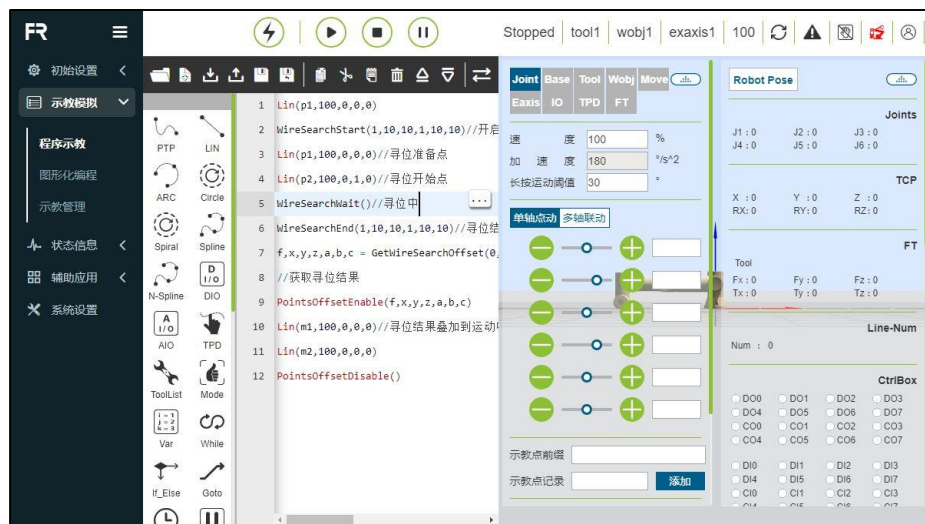 FR
Stopped tool1 wobj1 exaxis1 100
初始设置
示教模拟
程序示教
图形化编程
示教管理
状态信息
辅助应用
系统设置
PTP LIN
ARC Circle
Spiral Spline
N-Spline DIO
AIO TPD
ToolList Mode
Var While
If_Else Goto
1 Lin(p1,100,0,0,0)
2 WireSearchStart(1,10,10,1,10,10)//开启
3 Lin(p1,100,0,0,0)//寻位准备点
4 Lin(p2,100,0,1,0)//寻位开始点
5 WireSearchWait()//寻位中
6 WireSearchEnd(1,10,10,1,10,10)//寻位结
7 f,x,y,z,a,b,c = GetWireSearchOffset(0,
8 //获取寻位结果
9 PointsOffsetEnable(f,x,y,z,a,b,c)
10 Lin(m1,100,0,0,0)//寻位结果叠加到运动
11 Lin(m2,100,0,0,0)
12 PointsOffsetDisable()
Joint Base Tool Wobj Move
Eaxis IO TPD FT
速 度 100 %
加 速 度 180 °/s^2
长按运动阈值 30 °
单轴点动 多轴联动
示教点前缀
示教点记录 添加
Robot Pose
Joints
J1 : 0 J2 : 0 J3 : 0
J4 : 0 J5 : 0 J6 : 0
TCP
X : 0 Y : 0 Z : 0
RX: 0 RY: 0 RZ: 0
FT
Tool
Fx : 0 Fy : 0 Fz : 0
Tx : 0 Ty : 0 Tz : 0
Line-Num
Num : 0
CtrlBox
DO0 DO1 DO2 DO3
DO4 DO5 DO6 DO7
CO0 CO1 CO2 CO3
CO4 CO5 CO6 CO7
DI0 DI1 DI2 DI3
DI4 DI5 DI6 DI7
CI0 CI1 CI2 CI3